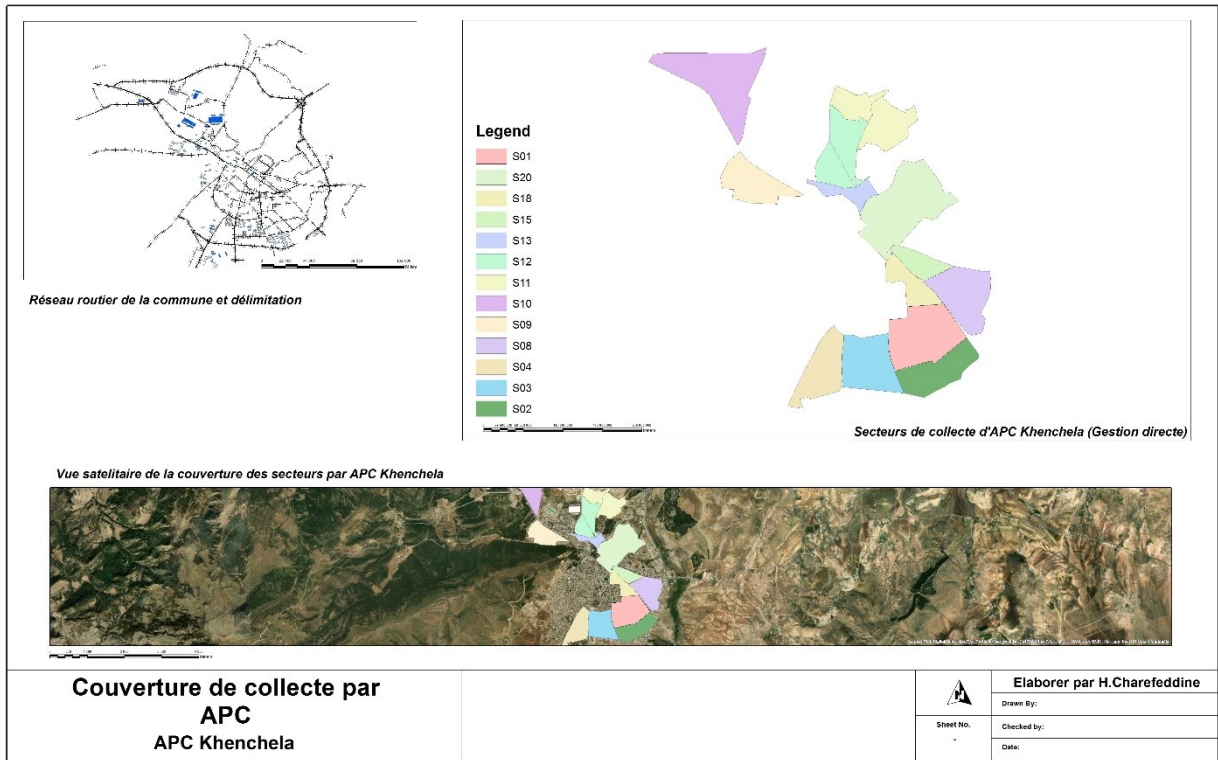 Réseau routier de la commune et délimitation
Legend
S01
S20
S18
S15
S13
S12
S11
S10
S09
S08
S04
S03
S02
Secteurs de collecte d'APC Khenchela (Gestion directe)
Vue satelitaire de la couverture des secteurs par APC Khenchela
Couverture de collecte par
APC
APC Khenchela
Sheet No.
-
Elaborer par H.Charefeddine
Drawn By:
Checked by:
Date: